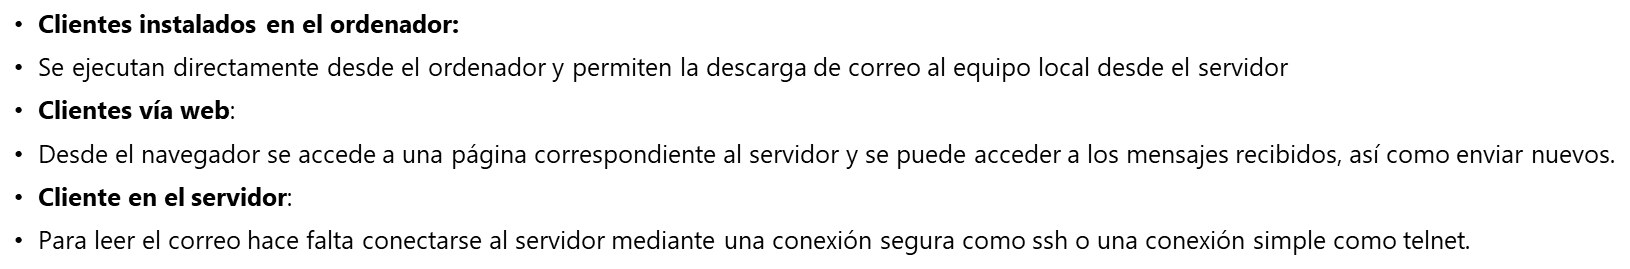 • Clientes instalados en el ordenador:
• Se ejecutan directamente desde el ordenador y permiten la descarga de correo al equipo local desde el servidor
• Clientes vía web:
• Desde el navegador se accede a una página correspondiente al servidor y se puede acceder a los mensajes recibidos, así como enviar nuevos.
• Cliente en el servidor:
• Para leer el correo hace falta conectarse al servidor mediante una conexión segura como ssh o una conexión simple como telnet.